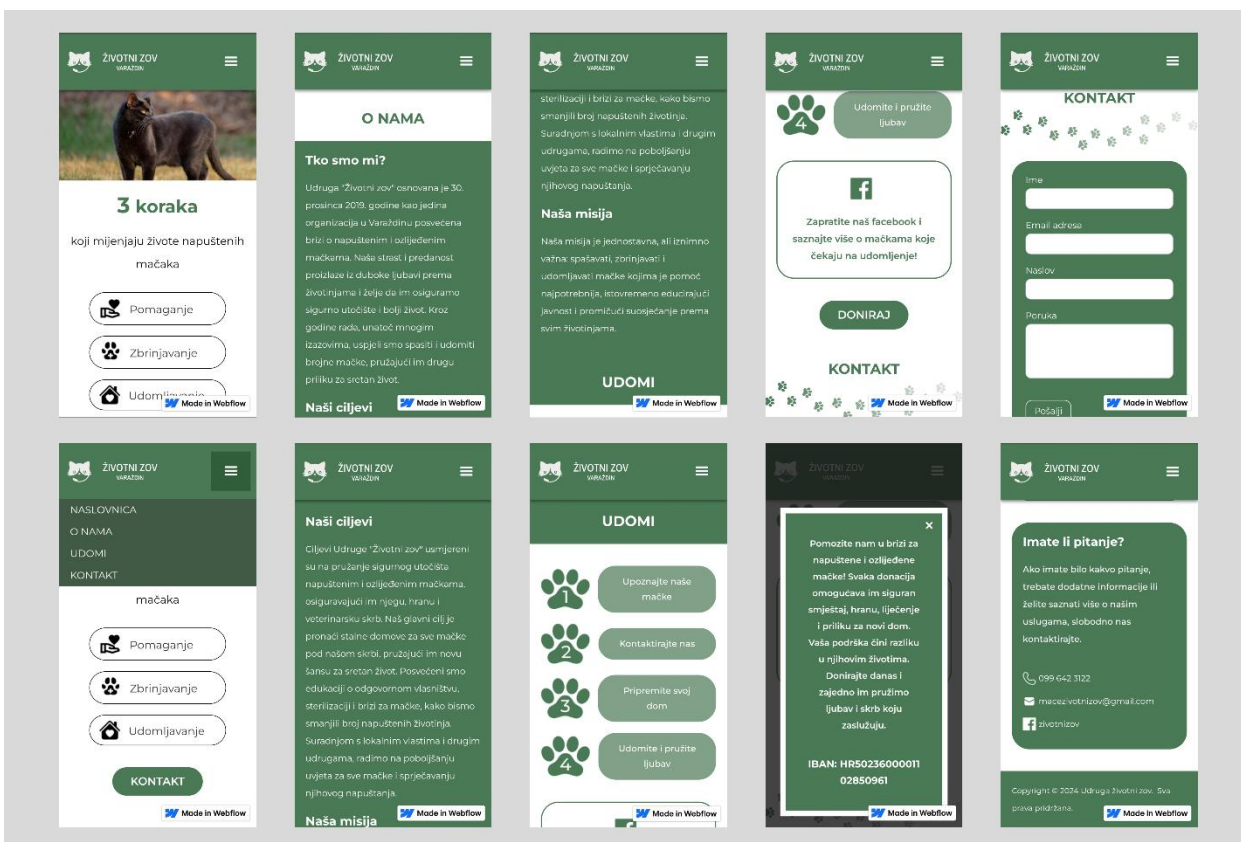 ŽIVOTNI ZOV
VARAŽDIN
3 koraka
koji mijenjaju živote napuštenih
mačaka
Pomaganje
Zbrinjavanje
Udomljavanje
Made in Webflow
ŽIVOTNI ZOV
VARAŽDIN
O NAMA
Tko smo mi?
Udruga "Životni zov" osnovana je 30.
prosinca 2019. godine kao jedina
organizacija u Varaždinu posvećena
brizi o napuštenim i ozlijeđenim
mačkama. Naša strast i predanost
proizlaze iz duboke ljubavi prema
životinjama i želje da im osiguramo
sigurno utočište i bolji život. Kroz
godine rada, unatoč mnogim
izazovima, uspjeli smo spasiti i udomiti
brojne mačke, pružajući im drugu
priliku za sretan život.
Naši ciljevi
Made in Webflow
ŽIVOTNI ZOV
VARAŽDIN
sterilizaciji i brizi za mačke, kako bismo
smanjili broj napuštenih životinja.
Suradnjom s lokalnim vlastima i drugim
udrugama, radimo na poboljšanju
uvjeta za sve mačke i sprječavanju
njihovog napuštanja.
Naša misija
Naša misija je jednostavna, ali iznimno
važna: spašavati, zbrinjavati i
udomljavati mačke kojima je pomoć
najpotrebnija, istovremeno educirajući
javnost i promičući suosjećanje prema
svim životinjama.
UDOMI
Made in Webflow
ŽIVOTNI ZOV
VARAŽDIN
4
Udomite i pružite
ljubav
Zapratite naš facebook i
saznajte više o mačkama koje
čekaju na udomljenje!
DONIRAJ
KONTAKT
Made in Webflow
ŽIVOTNI ZOV
VARAŽDIN
KONTAKT
Ime
Email adresa
Naslov
Poruka
Pošalji
Made in Webflow
ŽIVOTNI ZOV
VARAŽDIN
NASLOVNICA
O NAMA
UDOMI
KONTAKT
mačaka
Pomaganje
Zbrinjavanje
Udomljavanje
KONTAKT
Made in Webflow
ŽIVOTNI ZOV
VARAŽDIN
Naši ciljevi
Ciljevi Udruge "Životni zov" usmjereni
su na pružanje sigurnog utočišta
napuštenim i ozlijeđenim mačkama,
osiguravajući im njegu, hranu i
veterinarsku skrb. Naš glavni cilj je
pronaći stalne domove za sve mačke
pod našom skrbi, pružajući im novu
šansu za sretan život. Posvećeni smo
edukaciji o odgovornom vlasništvu,
sterilizaciji i brizi za mačke, kako bismo
smanjili broj napuštenih životinja.
Suradnjom s lokalnim vlastima i drugim
udrugama, radimo na poboljšanju
uvjeta za sve mačke i sprječavanju
njihovog napuštanja.
Naša misija
Made in Webflow
ŽIVOTNI ZOV
VARAŽDIN
UDOMI
1
Upoznajte naše
mačke
2
Kontaktirajte nas
3
Pripremite svoj
dom
4
Udomite i pružite
ljubav
Made in Webflow
ŽIVOTNI ZOV
VARAŽDIN
×
Pomozite nam u brizi za
napuštene i ozlijeđene
mačke! Svaka donacija
omogućava im siguran
smještaj, hranu, liječenje
i priliku za novi dom.
Vaša podrška čini razliku
u njihovim životima.
Donirajte danas i
zajedno im pružimo
ljubav i skrb koju
zaslužuju.
IBAN: HR50236000011
02850961
Made in Webflow
ŽIVOTNI ZOV
VARAŽDIN
Imate li pitanje?
Ako imate bilo kakvo pitanje,
trebate dodatne informacije ili
želite saznati više o našim
uslugama, slobodno nas
kontaktirajte.
099 642 3122
macezivotnizov@gmail.com
zivotnizov
Copyright © 2024 Udruga životni zov. Sva
prava pridržana.
Made in Webflow